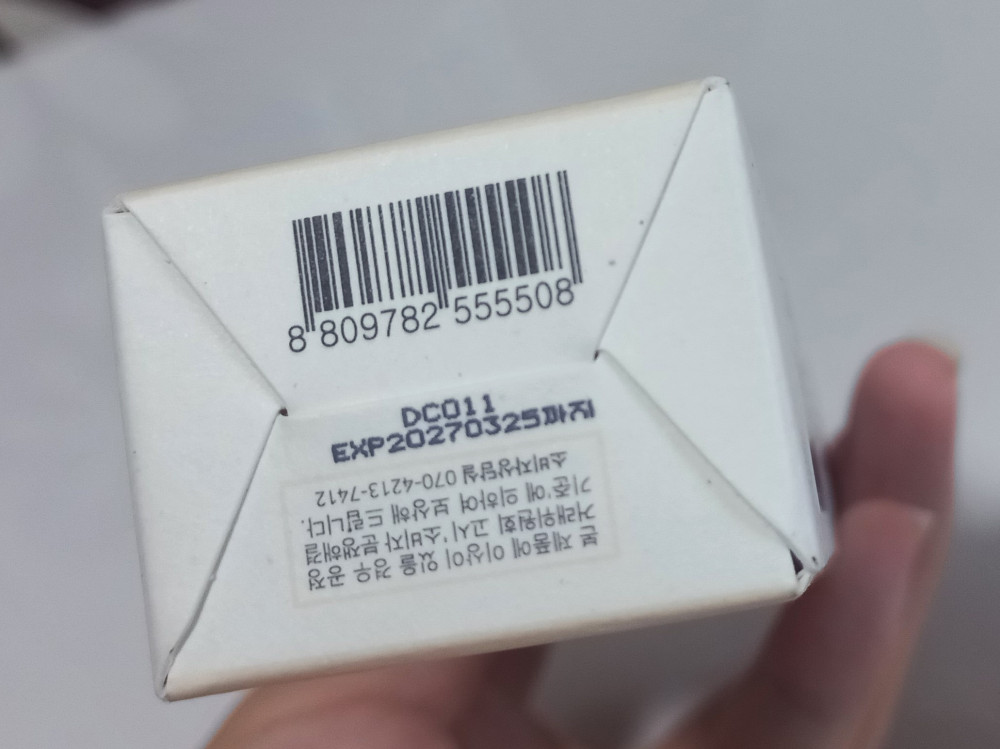 8 809782 555508
DC011
EXP20270325까지
본 제품에 이상이 있을 경우 공정
거래위원회 고시 '소비자 분쟁해결
기준'에 의하여 보상해 드립니다.
소비자상담실 070-4213-7412